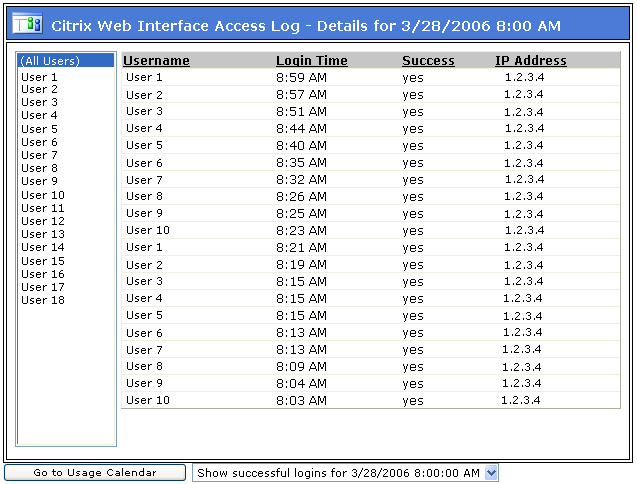 Citrix Web Interface Access Log - Details for 3/28/2006 8:00 AM
(All Users)
User 1
User 2
User 3
User 4
User 5
User 6
User 7
User 8
User 9
User 10
User 11
User 12
User 13
User 14
User 15
User 16
User 17
User 18
Username Login Time Success IP Address
User 1 8:59 AM yes 1.2.3.4
User 2 8:57 AM yes 1.2.3.4
User 3 8:51 AM yes 1.2.3.4
User 4 8:44 AM yes 1.2.3.4
User 5 8:40 AM yes 1.2.3.4
User 6 8:35 AM yes 1.2.3.4
User 7 8:32 AM yes 1.2.3.4
User 8 8:26 AM yes 1.2.3.4
User 9 8:25 AM yes 1.2.3.4
User 10 8:23 AM yes 1.2.3.4
User 1 8:21 AM yes 1.2.3.4
User 2 8:19 AM yes 1.2.3.4
User 3 8:15 AM yes 1.2.3.4
User 4 8:15 AM yes 1.2.3.4
User 5 8:15 AM yes 1.2.3.4
User 6 8:13 AM yes 1.2.3.4
User 7 8:13 AM yes 1.2.3.4
User 8 8:09 AM yes 1.2.3.4
User 9 8:04 AM yes 1.2.3.4
User 10 8:03 AM yes 1.2.3.4
Go to Usage Calendar
Show successful logins for 3/28/2006 8:00:00 AM